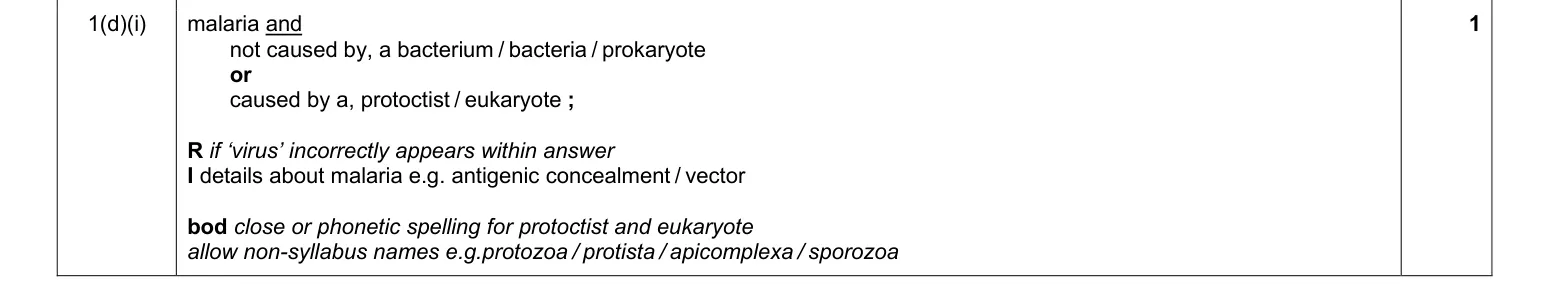 1(d)(i)
malaria and
1
not caused by, a bacterium / bacteria / prokaryote
or
caused by a, protoctist / eukaryote ;
R if ‘virus’ incorrectly appears within answer
I details about malaria e.g. antigenic concealment / vector
bod close or phonetic spelling for protoctist and eukaryote
allow non-syllabus names e.g.protozoa / protista / apicomplexa / sporozoa